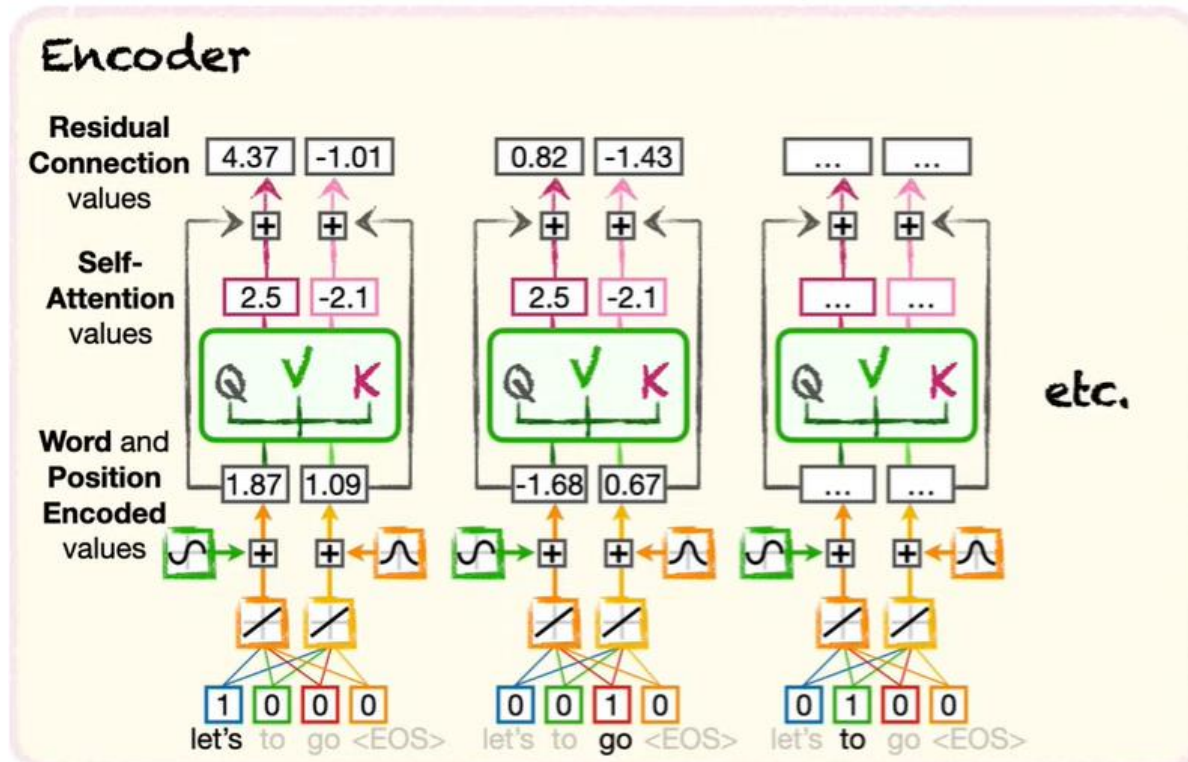 Encoder
Residual
Connection
values
4.37 -1.01 0.82 -1.43 ... ...
+ + + + + +
Self-
Attention
values
2.5 -2.1 2.5 -2.1 ... ...
Q V K Q V K Q V K
etc.
Word and
Position
Encoded
values
1.87 1.09 -1.68 0.67 ... ...
+ + + + + +
1 0 0 0 0 0 1 0 0 1 0 0
let's to go <EOS> let's to go <EOS> let's to go <EOS>